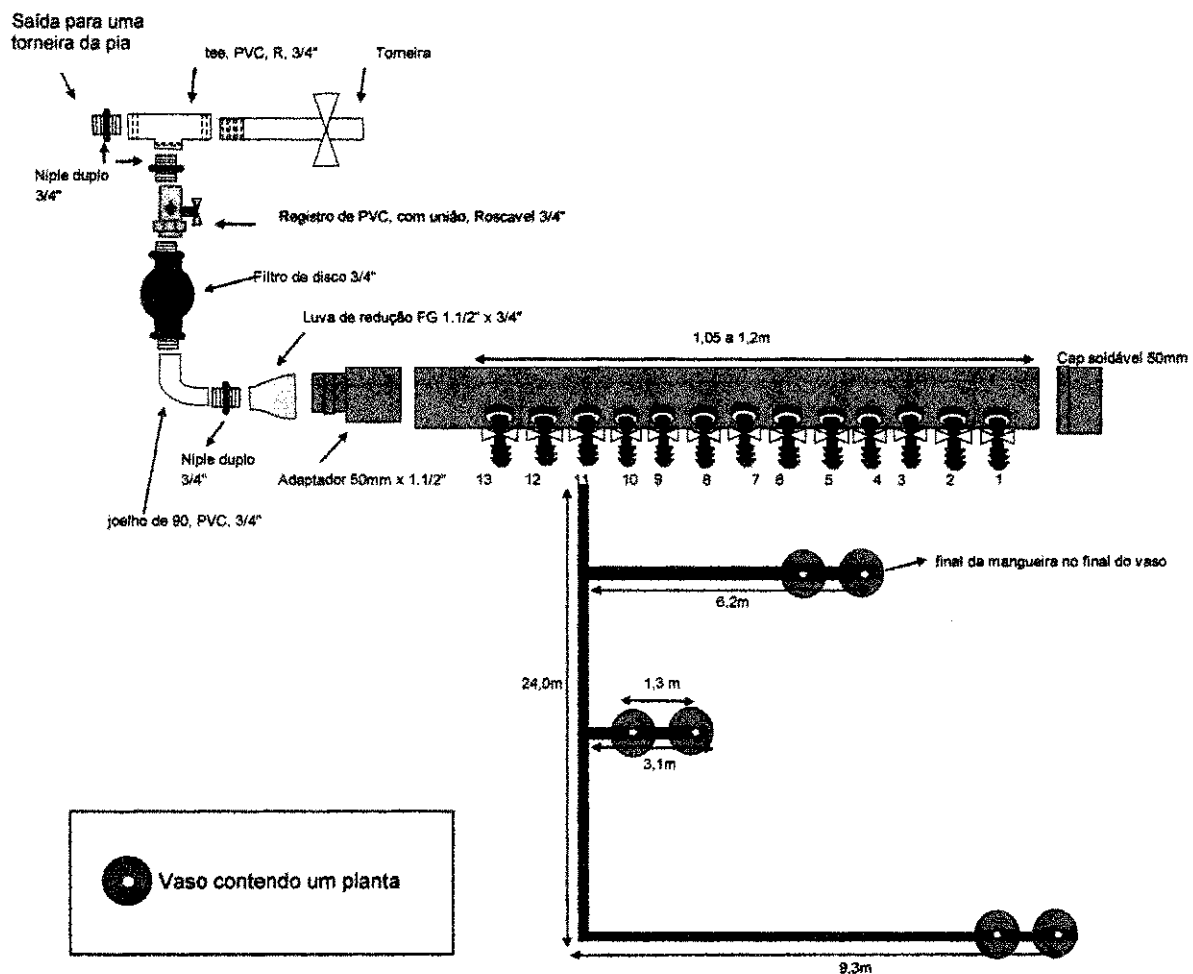 Saída para uma
torneira da pia
tee, PVC, R, 3/4"
Torneira
Niple duplo
3/4"
Registro de PVC, com união, Roscavel 3/4"
Filtro de disco 3/4"
Luva de redução FG 1.1/2" x 3/4"
1,05 a 1,2m
Cap soldável 50mm
Niple duplo
3/4"
Adaptador 50mm x 1.1/2"
13 12 11 10 9 8 7 6 5 4 3 2 1
joelho de 90, PVC, 3/4"
final da mangueira no final do vaso
6,2m
24,0m
1,3 m
3,1m
Vaso contendo um planta
9,3m